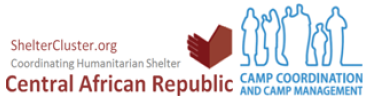 ShelterCluster.org
Coordinating Humanitarian Shelter
Central African Republic
CAMP COORDINATION
AND CAMP MANAGEMENT